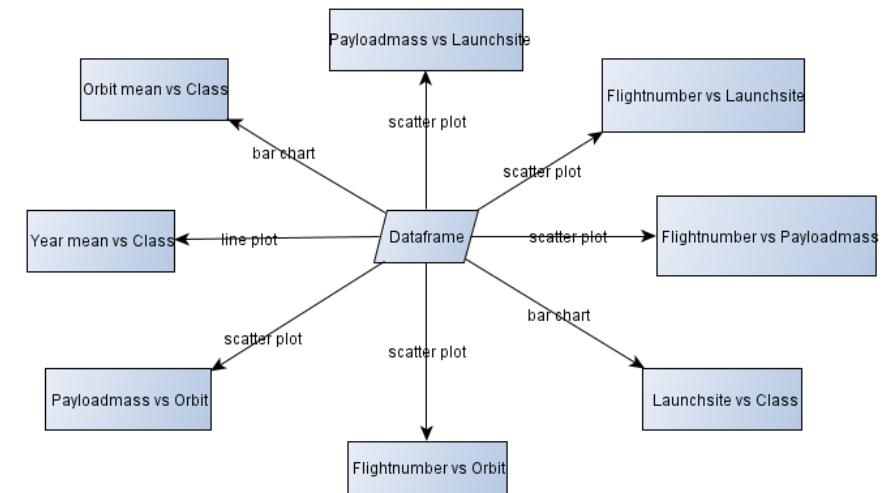 Payloadmass vs Launchsite
Orbit mean vs Class
Flightnumber vs Launchsite
scatter plot
bar chart
scatter plot
Year mean vs Class
line plot
Dataframe
scatter plot
Flightnumber vs Payloadmass
bar chart
scatter plot
scatter plot
Payloadmass vs Orbit
Launchsite vs Class
Flightnumber vs Orbit